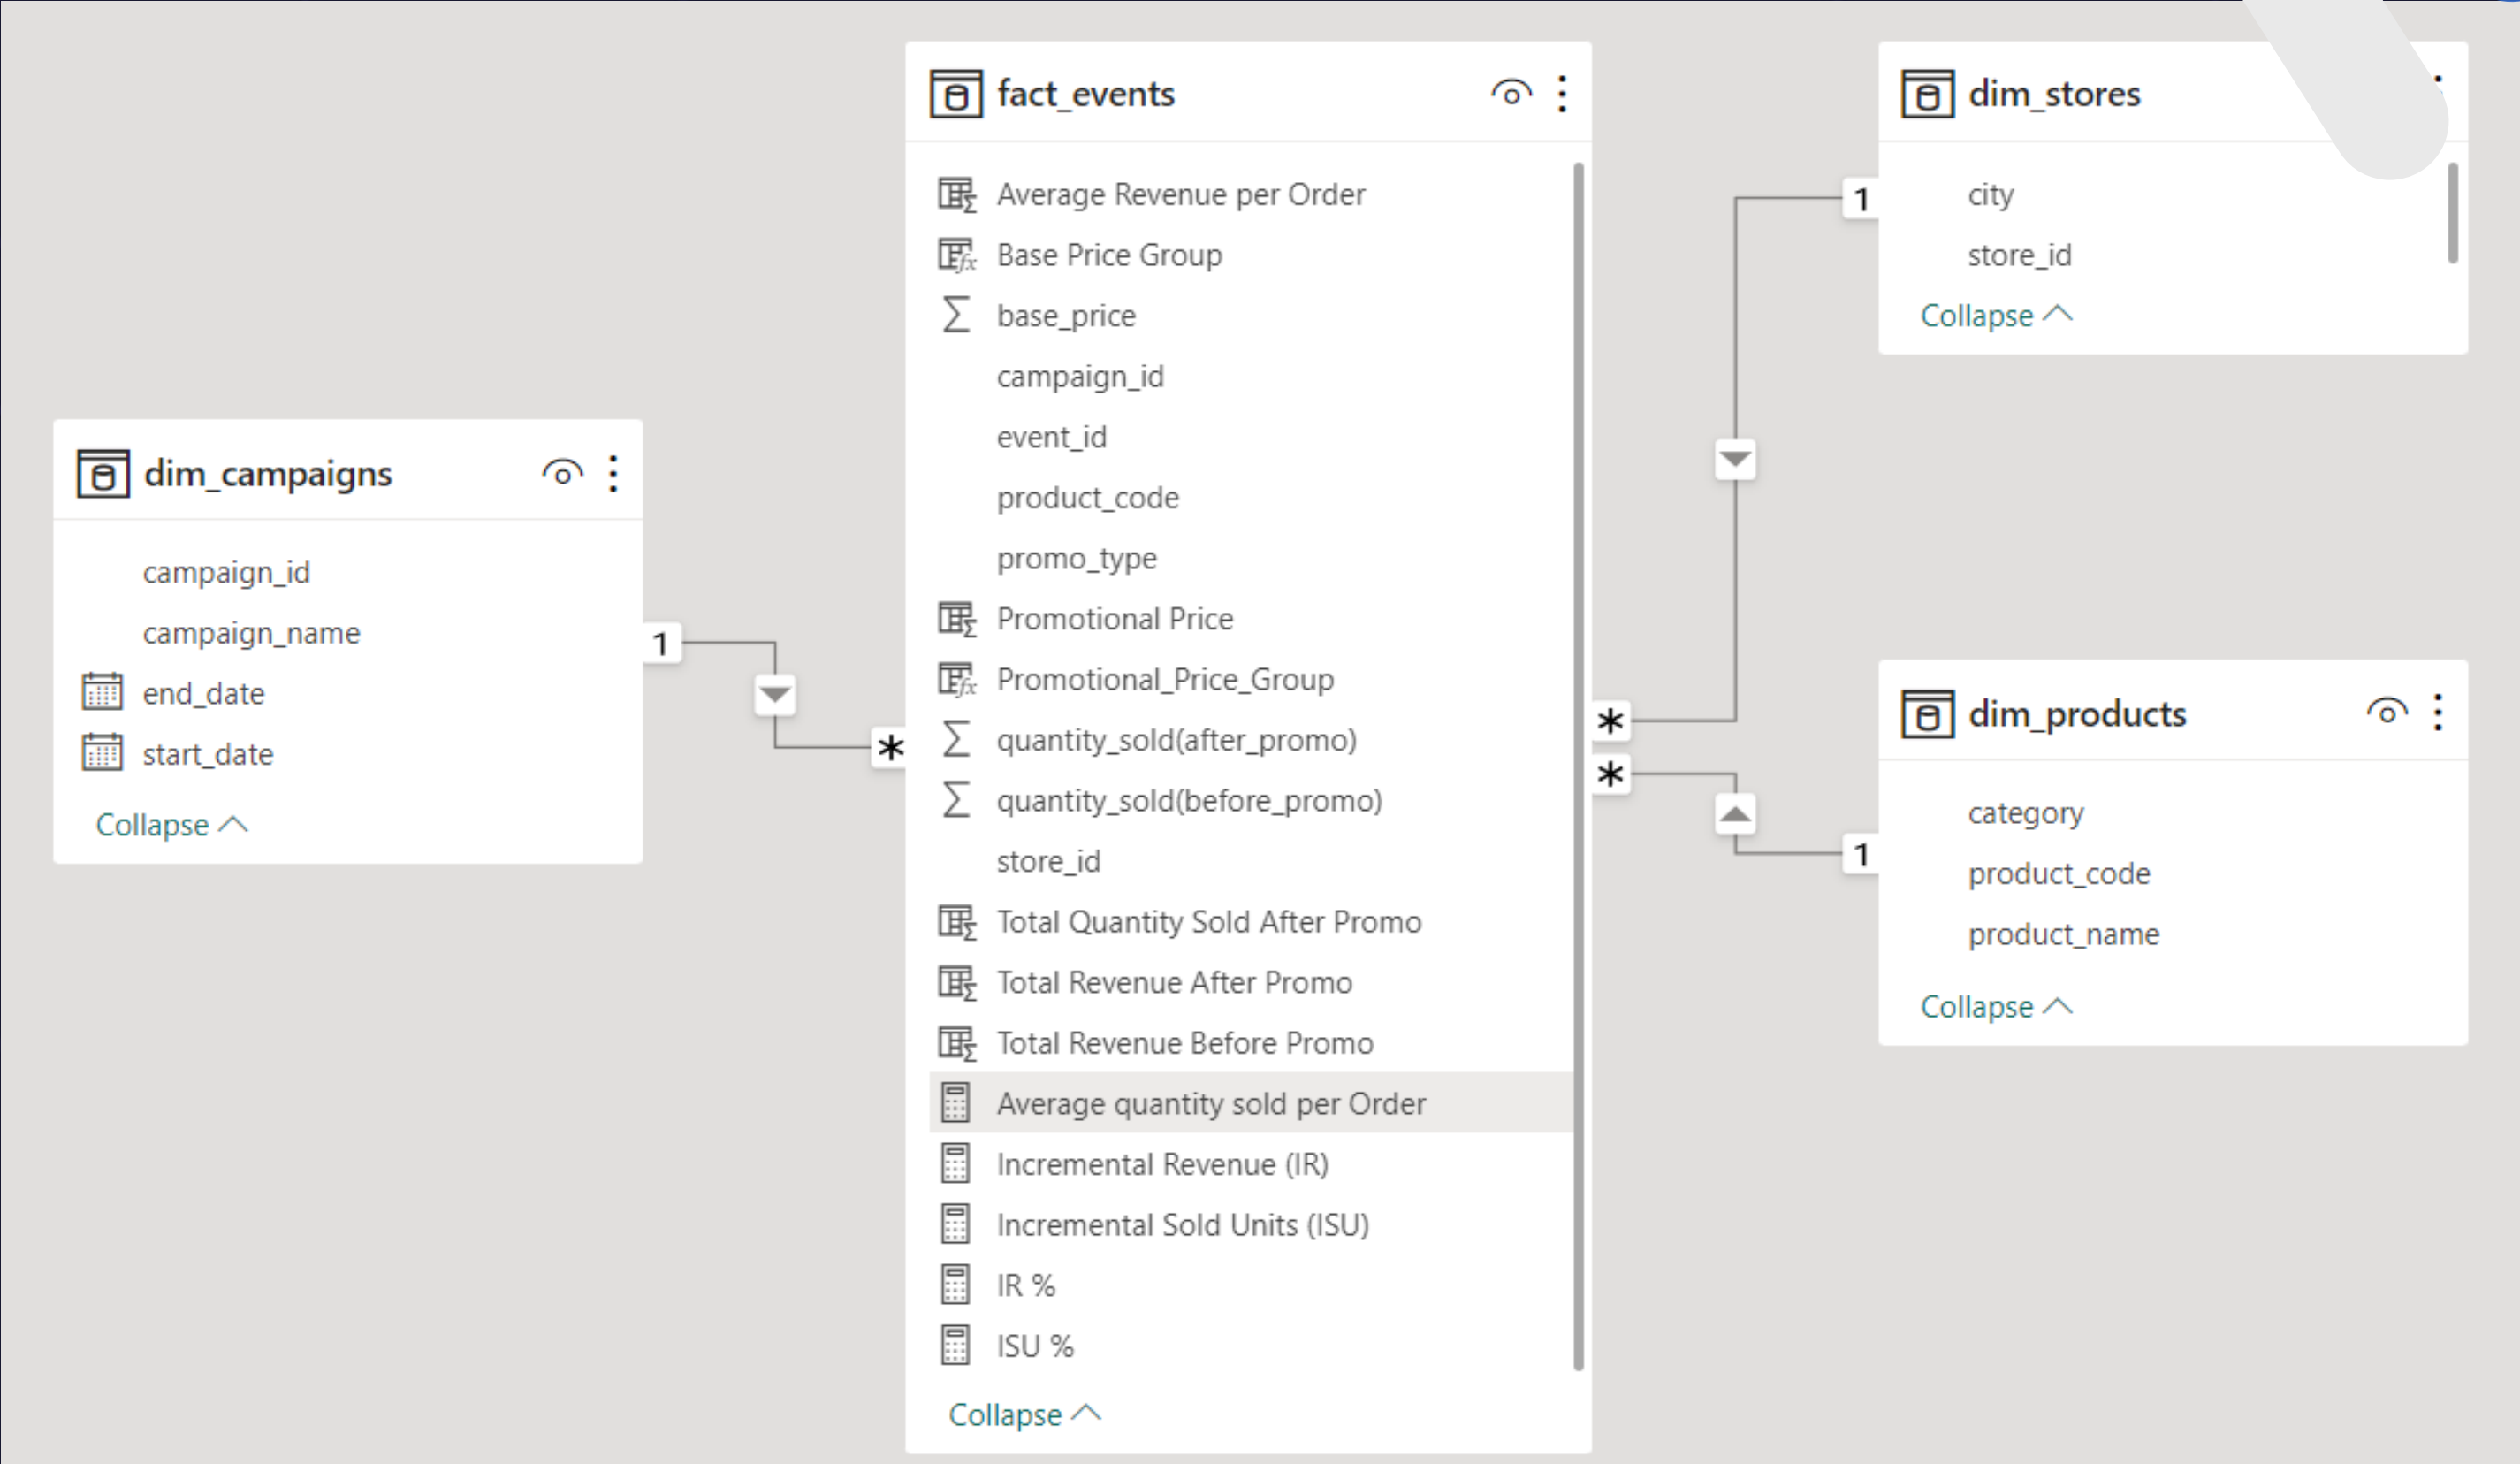 dim_campaigns
campaign_id
campaign_name
end_date
start_date
Collapse
1
*
fact_events
Average Revenue per Order
Base Price Group
base_price
campaign_id
event_id
product_code
promo_type
Promotional Price
Promotional_Price_Group
quantity_sold(after_promo)
quantity_sold(before_promo)
store_id
Total Quantity Sold After Promo
Total Revenue After Promo
Total Revenue Before Promo
Average quantity sold per Order
Incremental Revenue (IR)
Incremental Sold Units (ISU)
IR %
ISU %
Collapse
*
*
1
1
dim_stores
city
store_id
Collapse
dim_products
category
product_code
product_name
Collapse